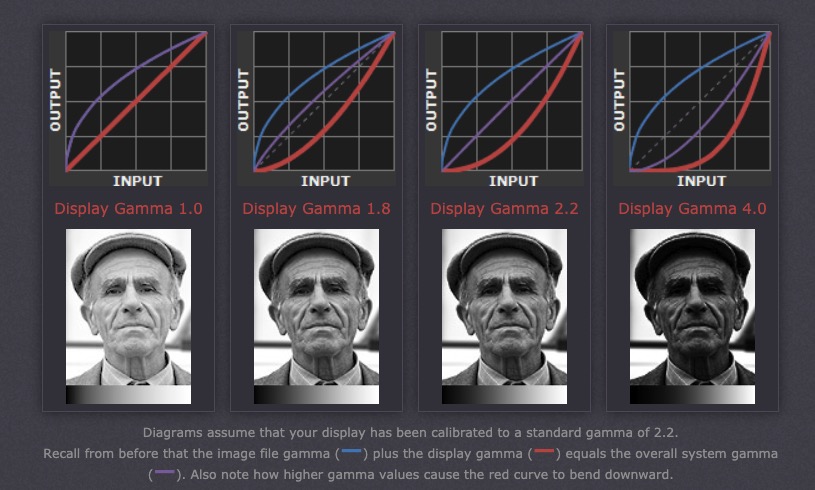 OUTPUT
INPUT
Display Gamma 1.0
OUTPUT
INPUT
Display Gamma 1.8
OUTPUT
INPUT
Display Gamma 2.2
OUTPUT
INPUT
Display Gamma 4.0
Diagrams assume that your display has been calibrated to a standard gamma of 2.2.
Recall from before that the image file gamma (—) plus the display gamma (—) equals the overall system gamma
(—). Also note how higher gamma values cause the red curve to bend downward.